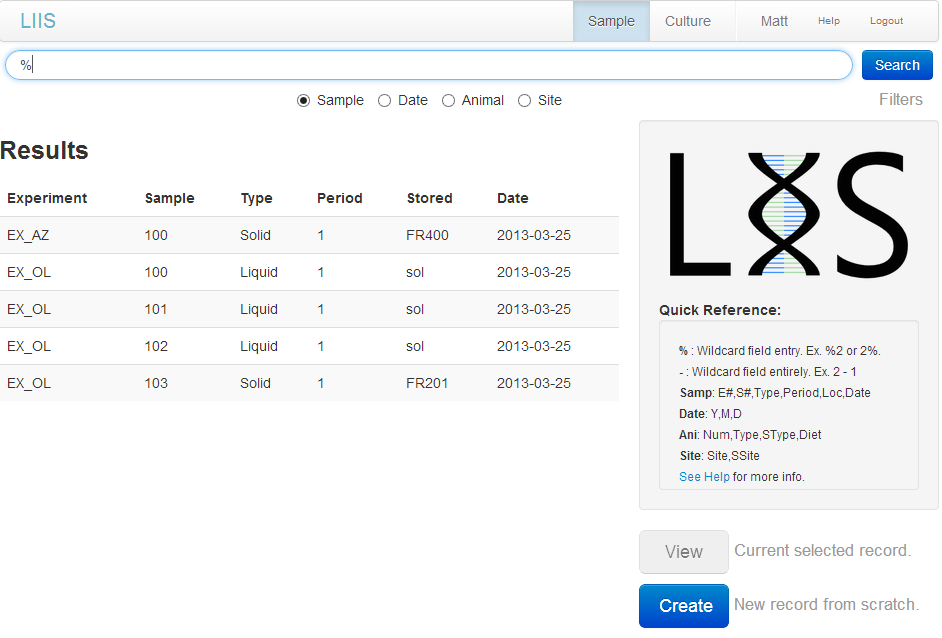 LIIS Sample Culture Matt Help Logout
% Search
Sample Date Animal Site Filters
Results
Experiment Sample Type Period Stored Date
EX_AZ 100 Solid 1 FR400 2013-03-25
EX_OL 100 Liquid 1 sol 2013-03-25
EX_OL 101 Liquid 1 sol 2013-03-25
EX_OL 102 Liquid 1 sol 2013-03-25
EX_OL 103 Solid 1 FR201 2013-03-25
LIIS
Quick Reference:
% : Wildcard field entry. Ex. %2 or 2%.
- : Wildcard field entirely. Ex. 2 - 1
Samp: E#,S#,Type,Period,Loc,Date
Date: Y,M,D
Ani: Num,Type,SType,Diet
Site: Site,SSite
See Help for more info.
View Current selected record.
Create New record from scratch.